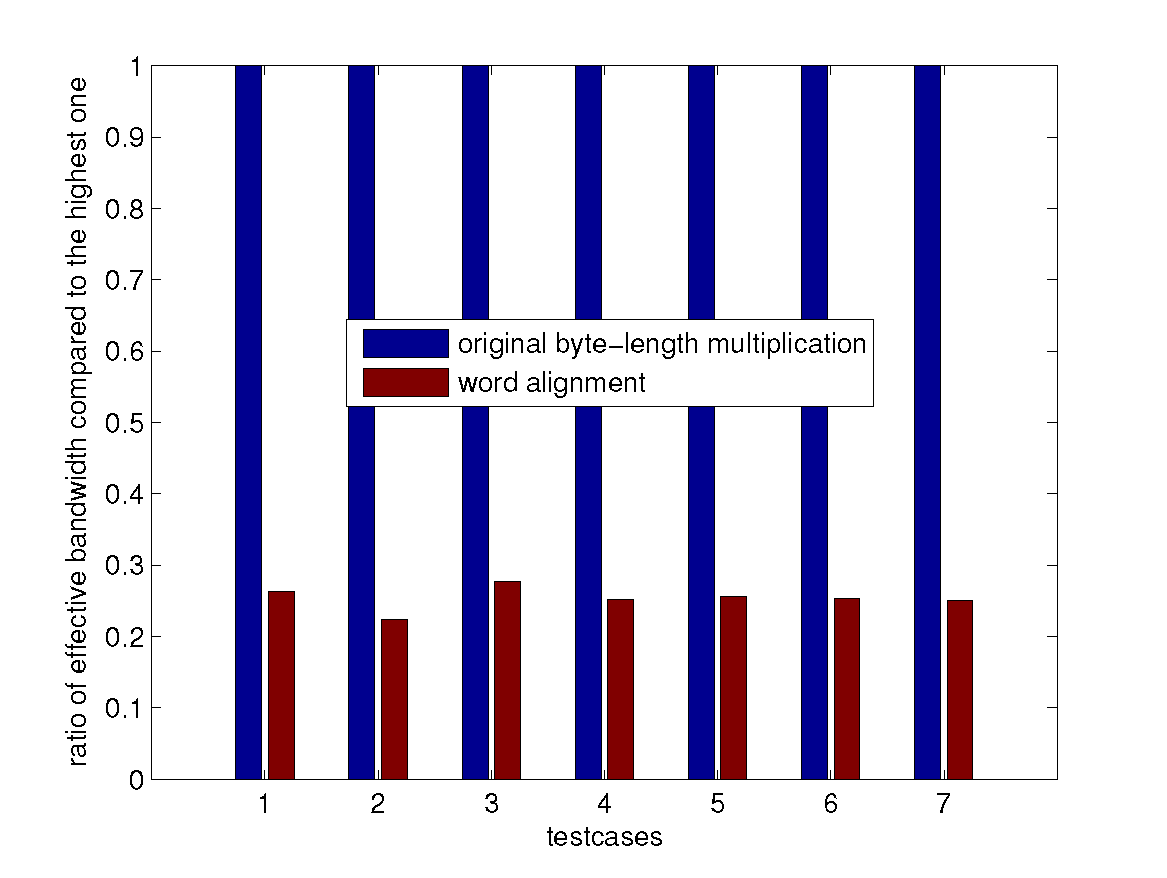 ratio of effective bandwidth compared to the highest one
1
0.9
0.8
0.7
0.6
0.5
0.4
0.3
0.2
0.1
0
original byte−length multiplication
word alignment
1 2 3 4 5 6 7
testcases